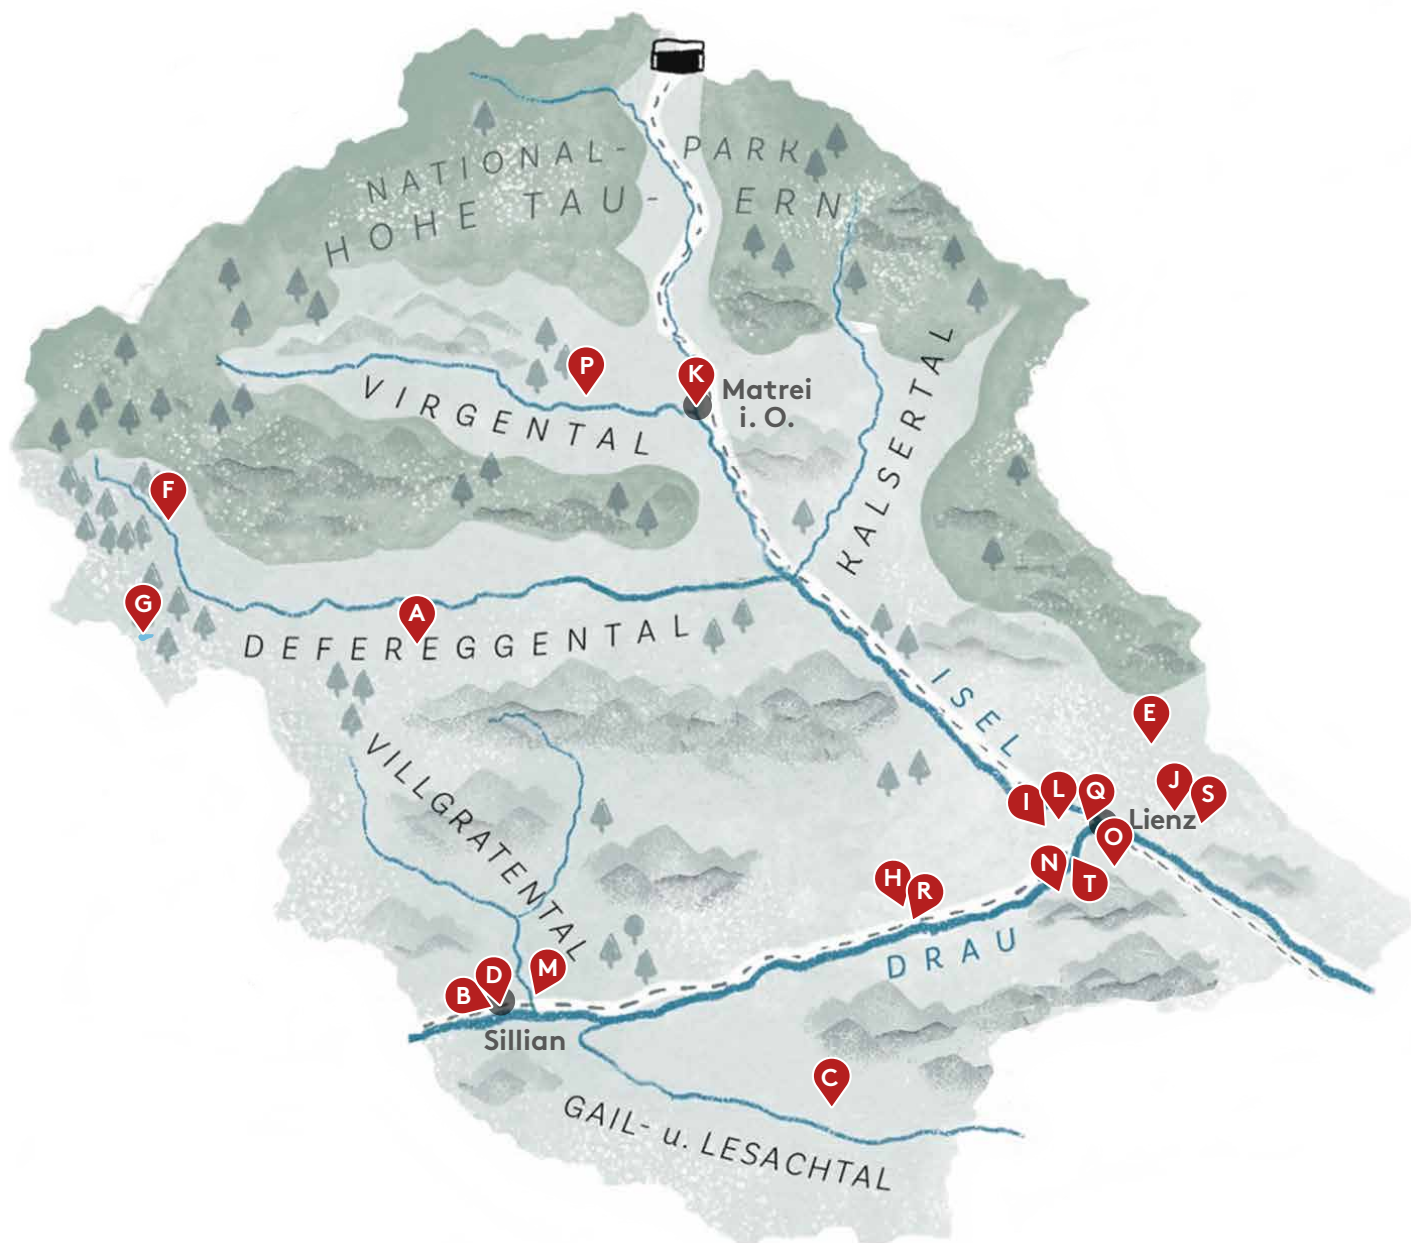 NATIONAL- PARK
HOHE TAU- ERN
P
K
Matrei
i. O.
VIRGENTAL
KALSERTAL
F
G
A
DEFEREGGENTAL
ISEL
E
VILLGRATENTAL
I
L
Q
J
S
Lienz
O
N
T
H
R
DRAU
B
D
M
Sillian
C
GAIL- u. LESACHTAL